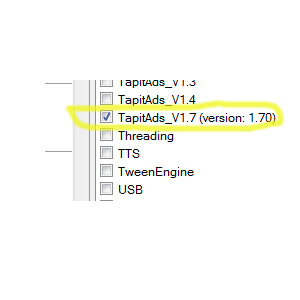 TapitAds_V1.3
TapitAds_V1.4
TapitAds_V1.7 (version: 1.70)
Threading
TTS
TweenEngine
USB